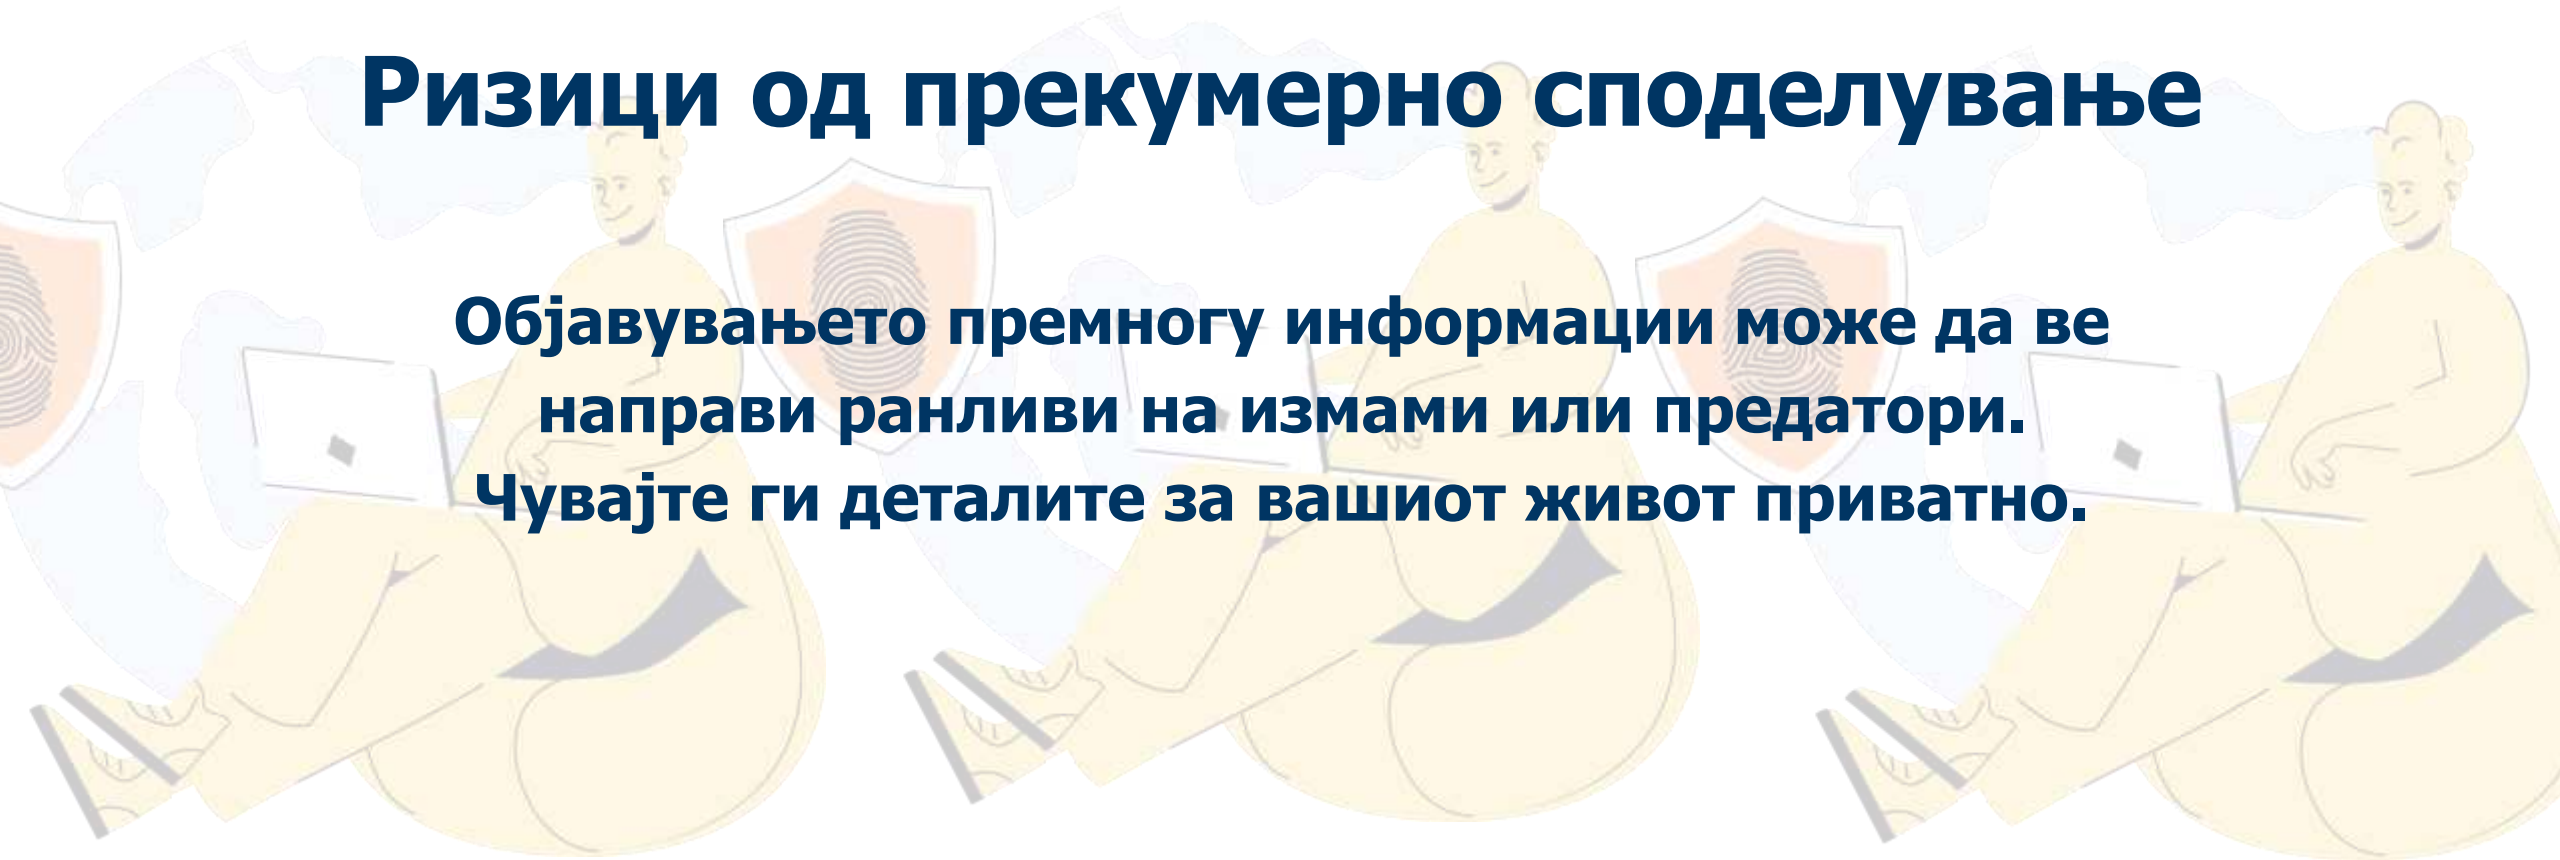 Ризици од прекумерно споделување
Објавувањето премногу информации може да ве
направи ранливи на измами или предатори.
Чувајте ги деталите за вашиот живот приватно.